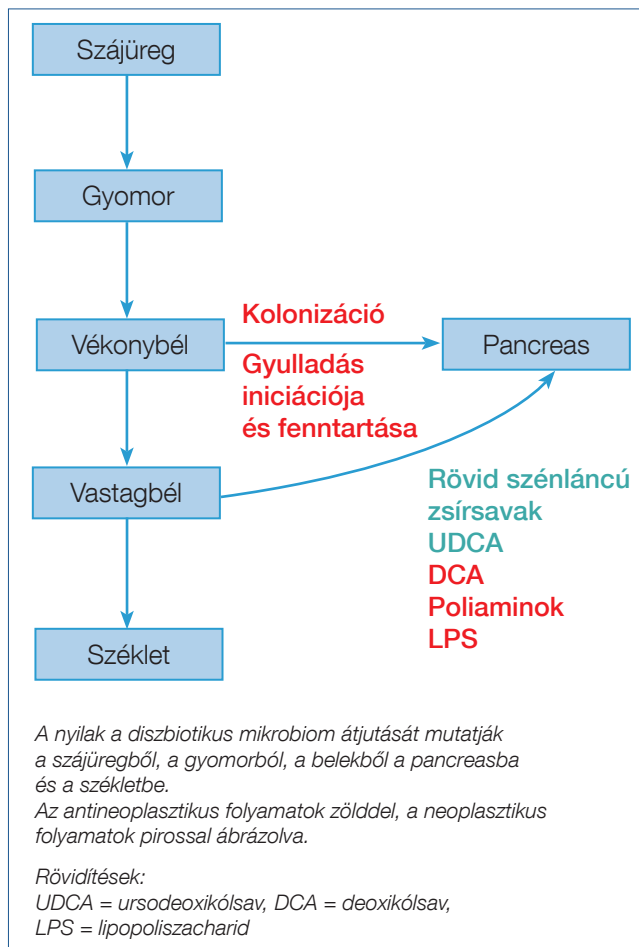 Szájüreg
Gyomor
Vékonybél
Kolonizáció
Gyulladás
iniciációja
és fenntartása
Pancreas
Vastagbél
Rövid szénláncú
zsírsavak
UDCA
DCA
Poliaminok
LPS
Széklet
A nyilak a diszbiotikus mikrobiom átjutását mutatják
a szájüregből, a gyomorból, a belekből a pancreasba
és a székletbe.
Az antineoplasztikus folyamatok zölddel, a neoplasztikus
folyamatok pirossal ábrázolva.
Rövidítések:
UDCA = ursodeoxikólsav, DCA = deoxikólsav,
LPS = lipopoliszacharid